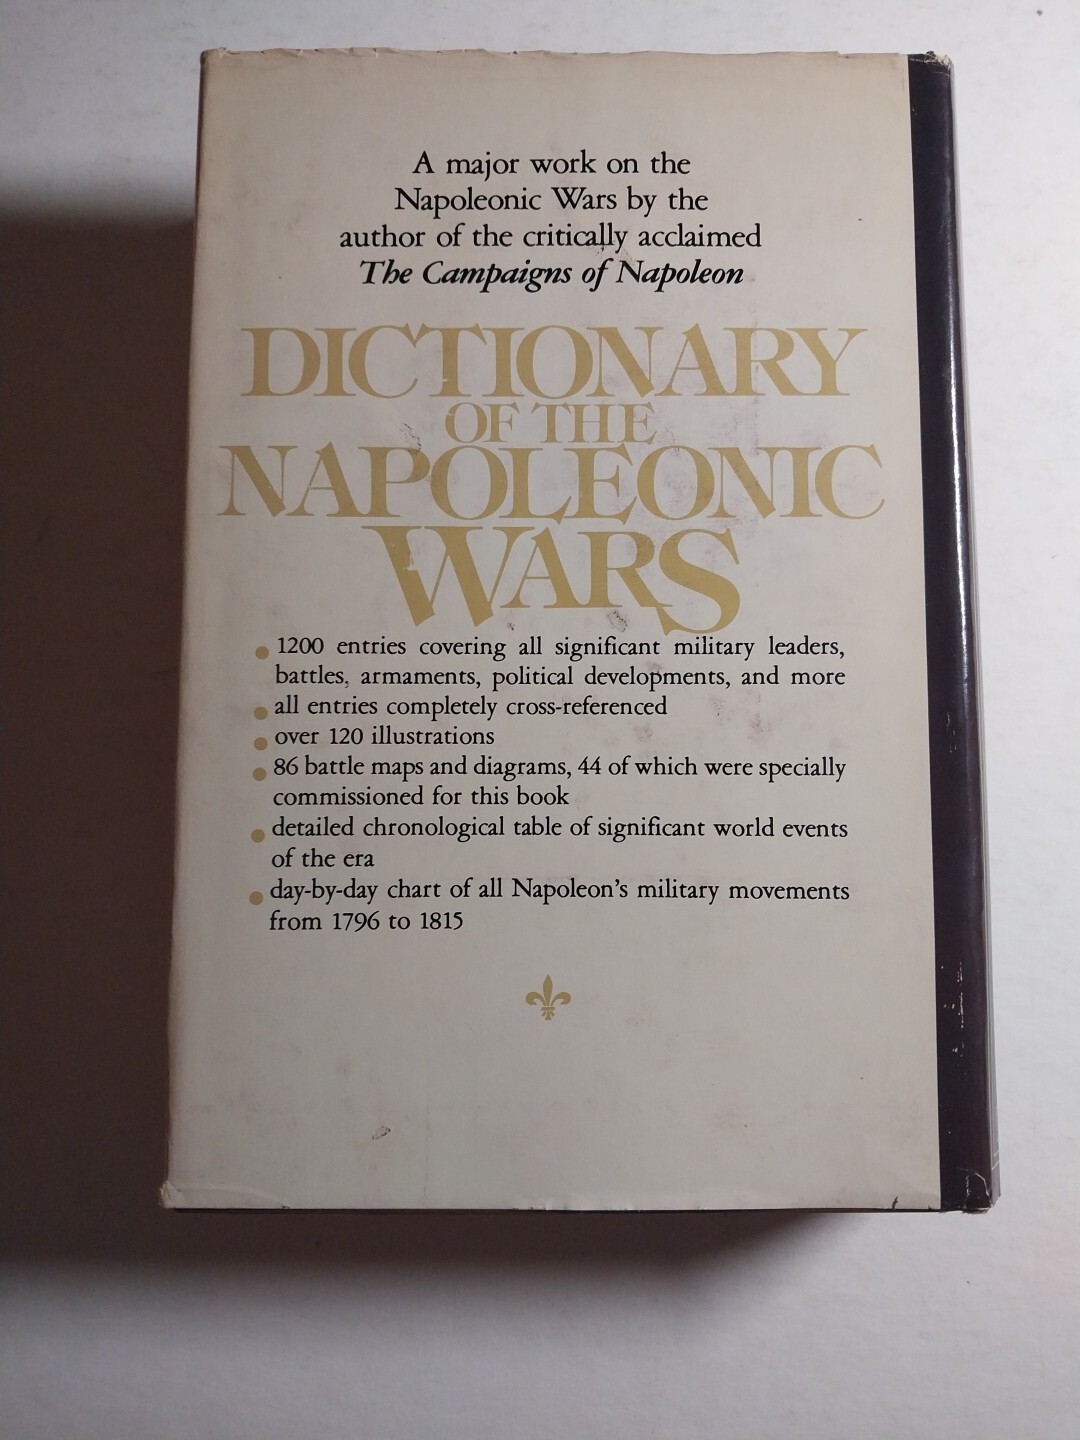 A major work on the
Napoleonic Wars by the
author of the critically acclaimed
The Campaigns of Napoleon
DICTIONARY
OF THE
NAPOLEONIC
WARS
• 1200 entries covering all significant military leaders,
battles, armaments, political developments, and more
• all entries completely cross-referenced
• over 120 illustrations
• 86 battle maps and diagrams, 44 of which were specially
commissioned for this book
• detailed chronological table of significant world events
of the era
• day-by-day chart of all Napoleon's military movements
from 1796 to 1815